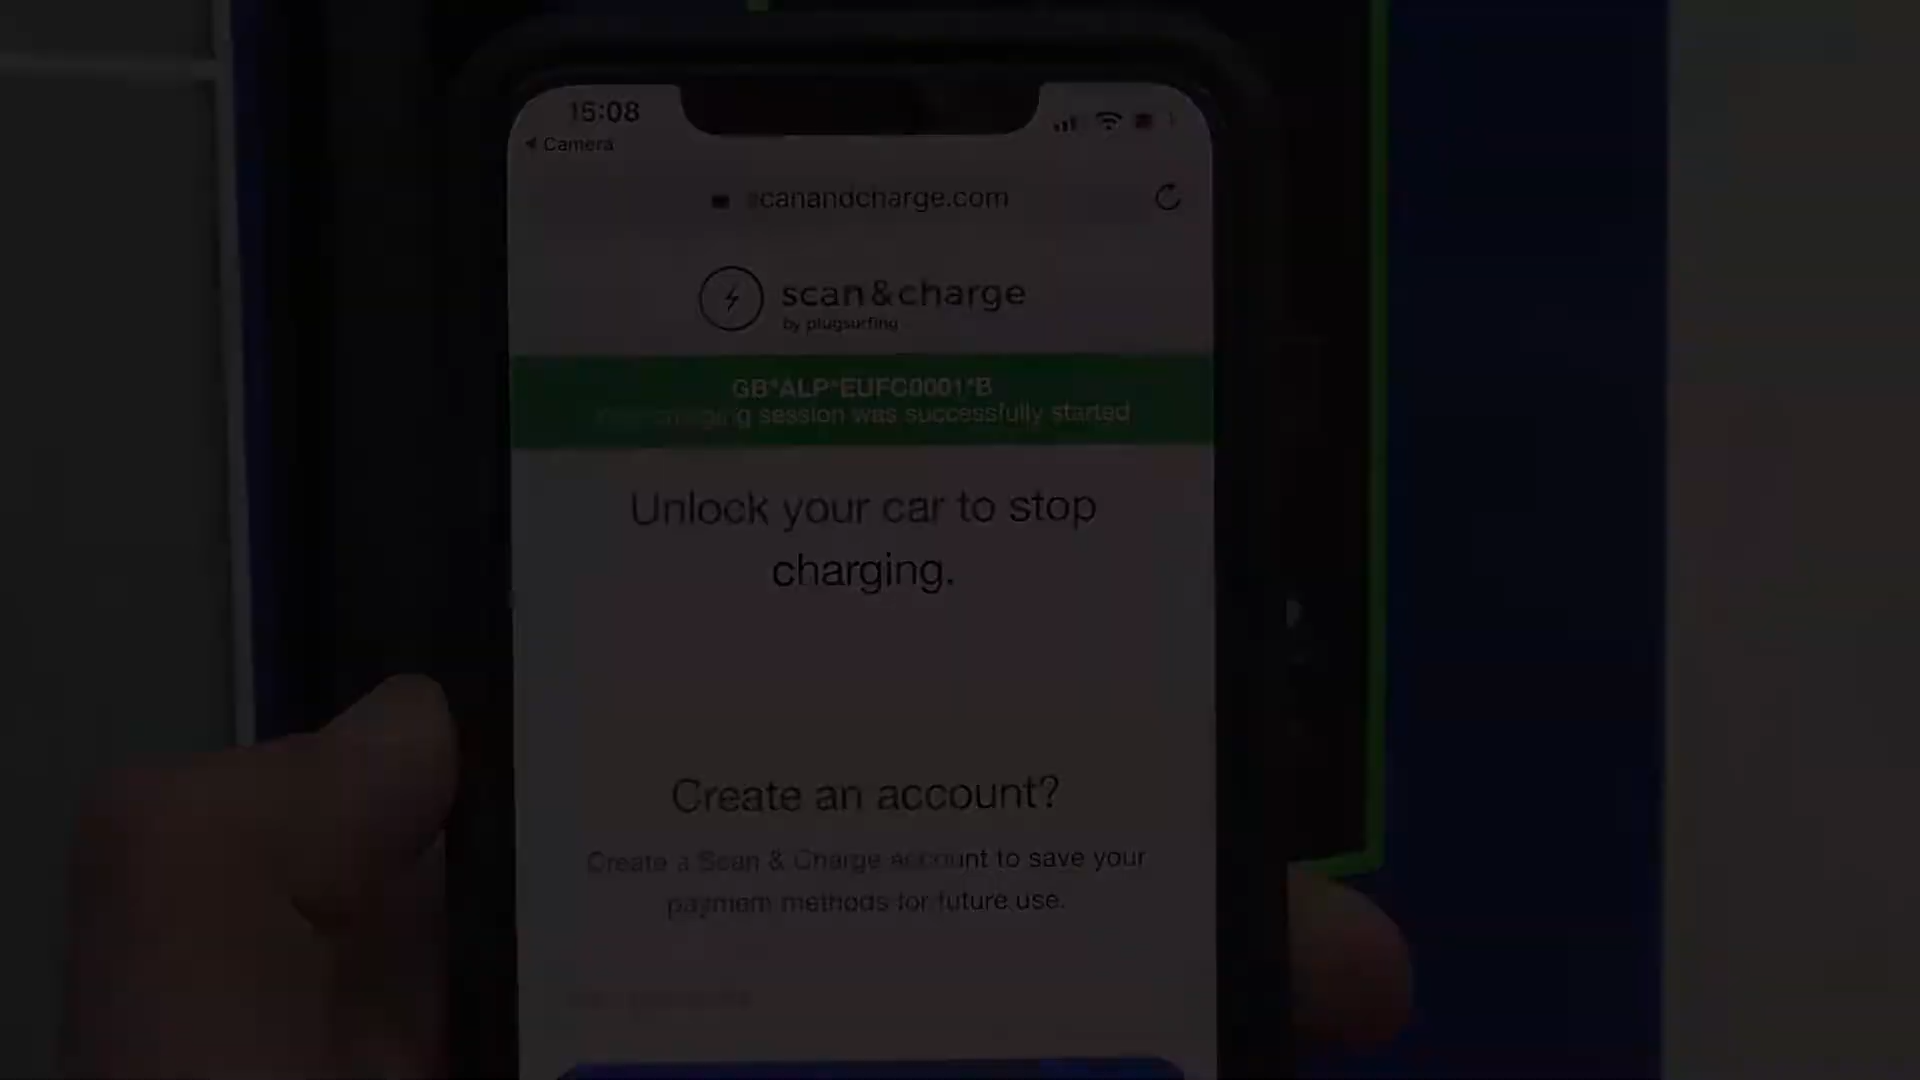 15:08
Camera
scanandcharge.com
scan&charge
by plugsurfing
GB*ALP*EUFC0001*B
charging session was successfully started
Unlock your car to stop
charging.
Create an account?
Create a Scan & Charge account to save your
payment methods for future use.